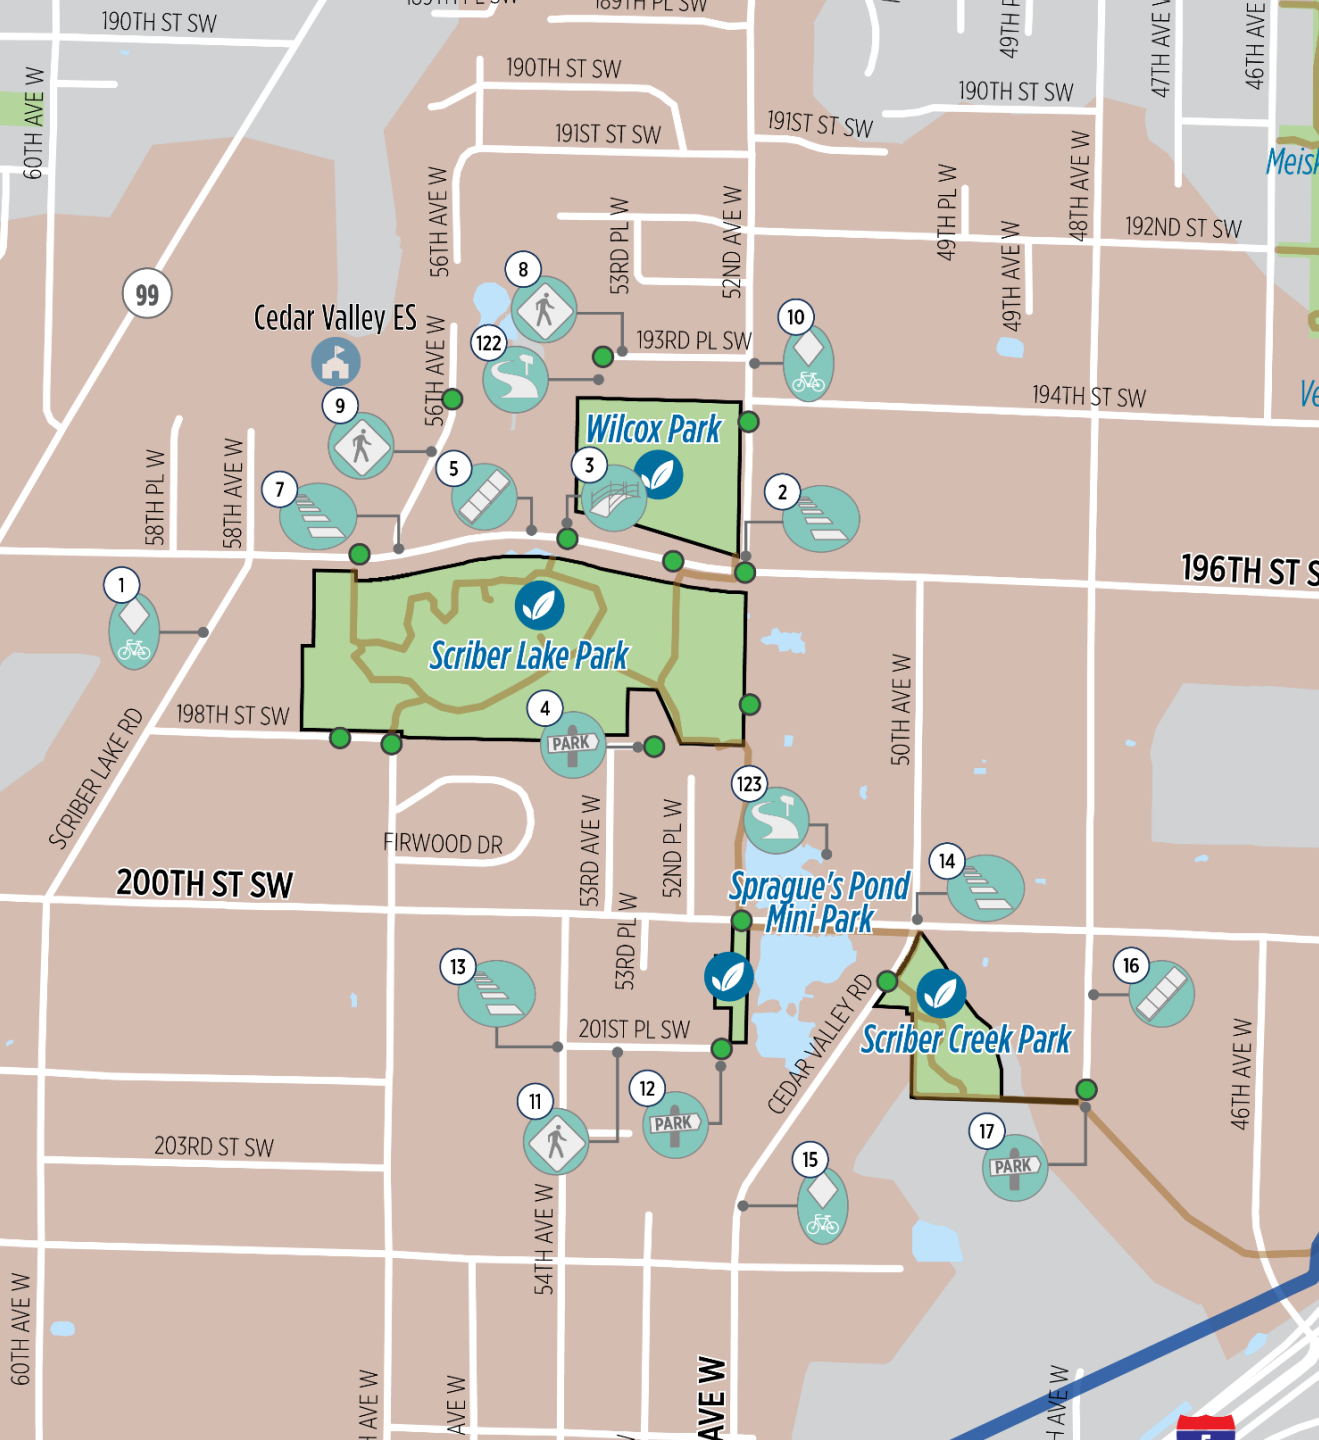 189TH PL SW
190TH ST SW
60TH AVE W
190TH ST SW
191ST ST SW
56TH AVE W
53RD PL W
52ND AVE W
191ST ST SW
190TH ST SW
49TH PL W
49TH AVE W
48TH AVE W
47TH AVE
46TH AVE
192ND ST SW
99
Cedar Valley ES
8
122
193RD PL SW
10
56TH AVE W
194TH ST SW
9
Wilcox Park
58TH PL W
58TH AVE W
7
5
3
2
196TH ST S
1
Scriber Lake Park
198TH ST SW
SCRIBER LAKE RD
4
PARK
50TH AVE W
FIRWOOD DR
53RD AVE W
52ND PL W
123
200TH ST SW
Sprague's Pond
Mini Park
14
53RD PL W
13
16
201ST PL SW
CEDAR VALLEY RD
Scriber Creek Park
46TH AVE W
11
12
PARK
17
PARK
203RD ST SW
15
54TH AVE W
60TH AVE W
AVE W
AVE W
AVE W
AVE W
5